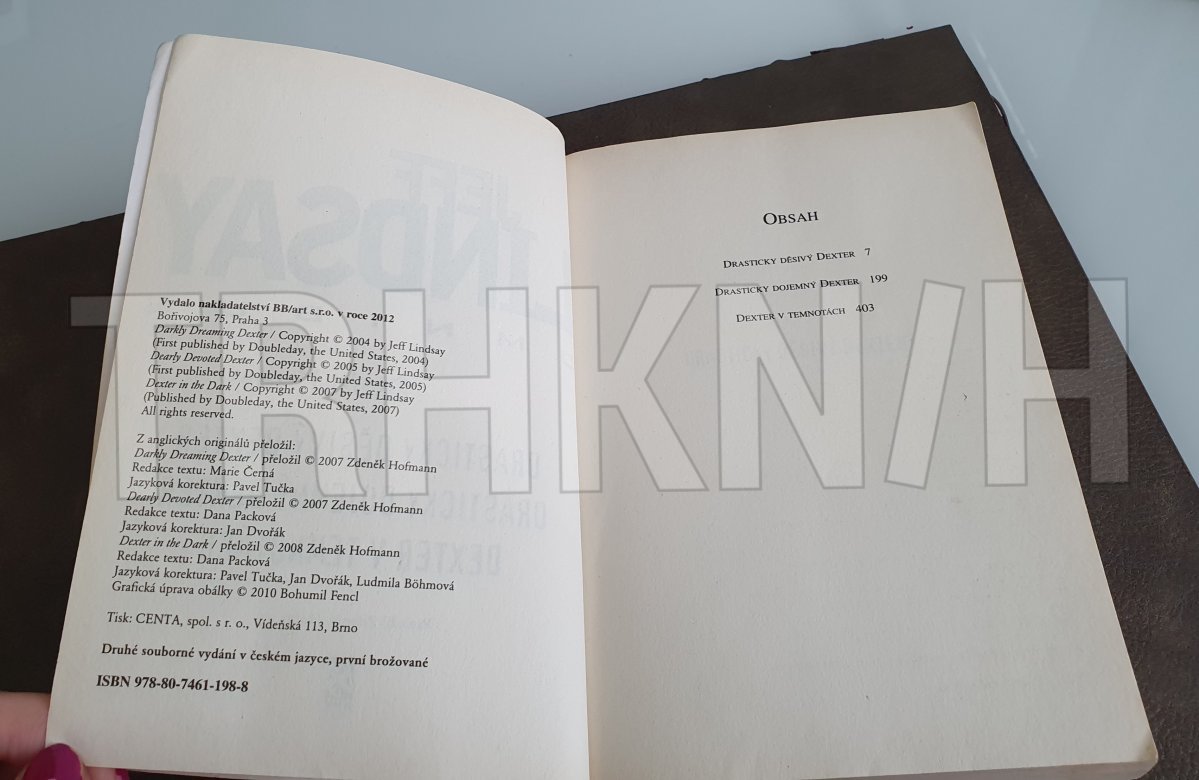 Vydalo nakladatelství BB/art s.r.o. v roce 2012
Bořivojova 75, Praha 3
Darkly Dreaming Dexter / Copyright © 2004 by Jeff Lindsay
(First published by Doubleday, the United States, 2004)
Dearly Devoted Dexter / Copyright © 2005 by Jeff Lindsay
(First published by Doubleday, the United States, 2005)
Dexter in the Dark / Copyright © 2007 by Jeff Lindsay
(Published by Doubleday, the United States, 2007)
All rights reserved.
Z anglických originálů přeložil:
Darkly Dreaming Dexter / přeložil © 2007 Zdeněk Hofmann
Redakce textu: Marie Černá
Jazyková korektura: Pavel Tučka
Dearly Devoted Dexter / přeložil © 2007 Zdeněk Hofmann
Redakce textu: Dana Packová
Jazyková korektura: Jan Dvořák
Dexter in the Dark / přeložil © 2008 Zdeněk Hofmann
Redakce textu: Dana Packová
Jazyková korektura: Pavel Tučka, Jan Dvořák, Ludmila Böhmová
Grafická úprava obálky © 2010 Bohumil Fencl
Tisk: CENTA, spol. s r. o., Vídeňská 113, Brno
Druhé souborné vydání v českém jazyce, první brožované
ISBN 978-80-7461-198-8
OBSAH
DRASTICKY DĚSIVÝ DEXTER 7
DRASTICKY DOJEMNÝ DEXTER 199
DEXTER V TEMNOTÁCH 403
TRHKNIH